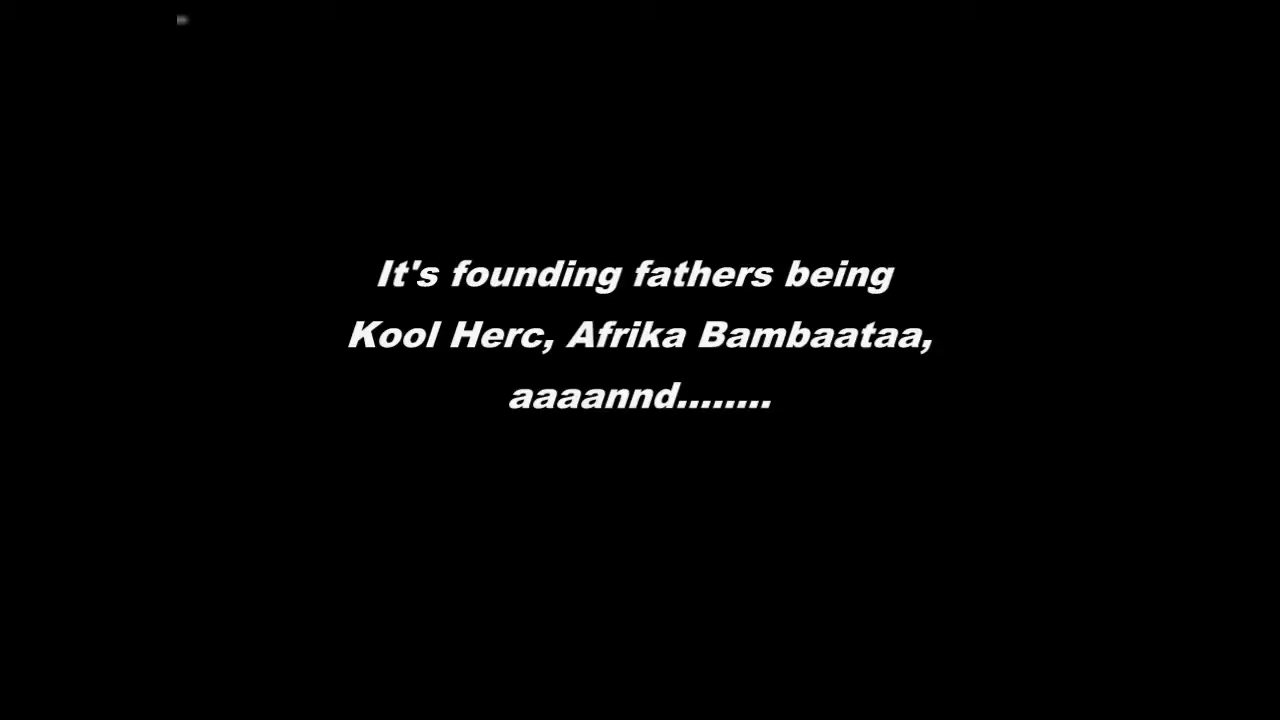 It's founding fathers being
Kool Herc, Afrika Bambaataa,
aaaannd........